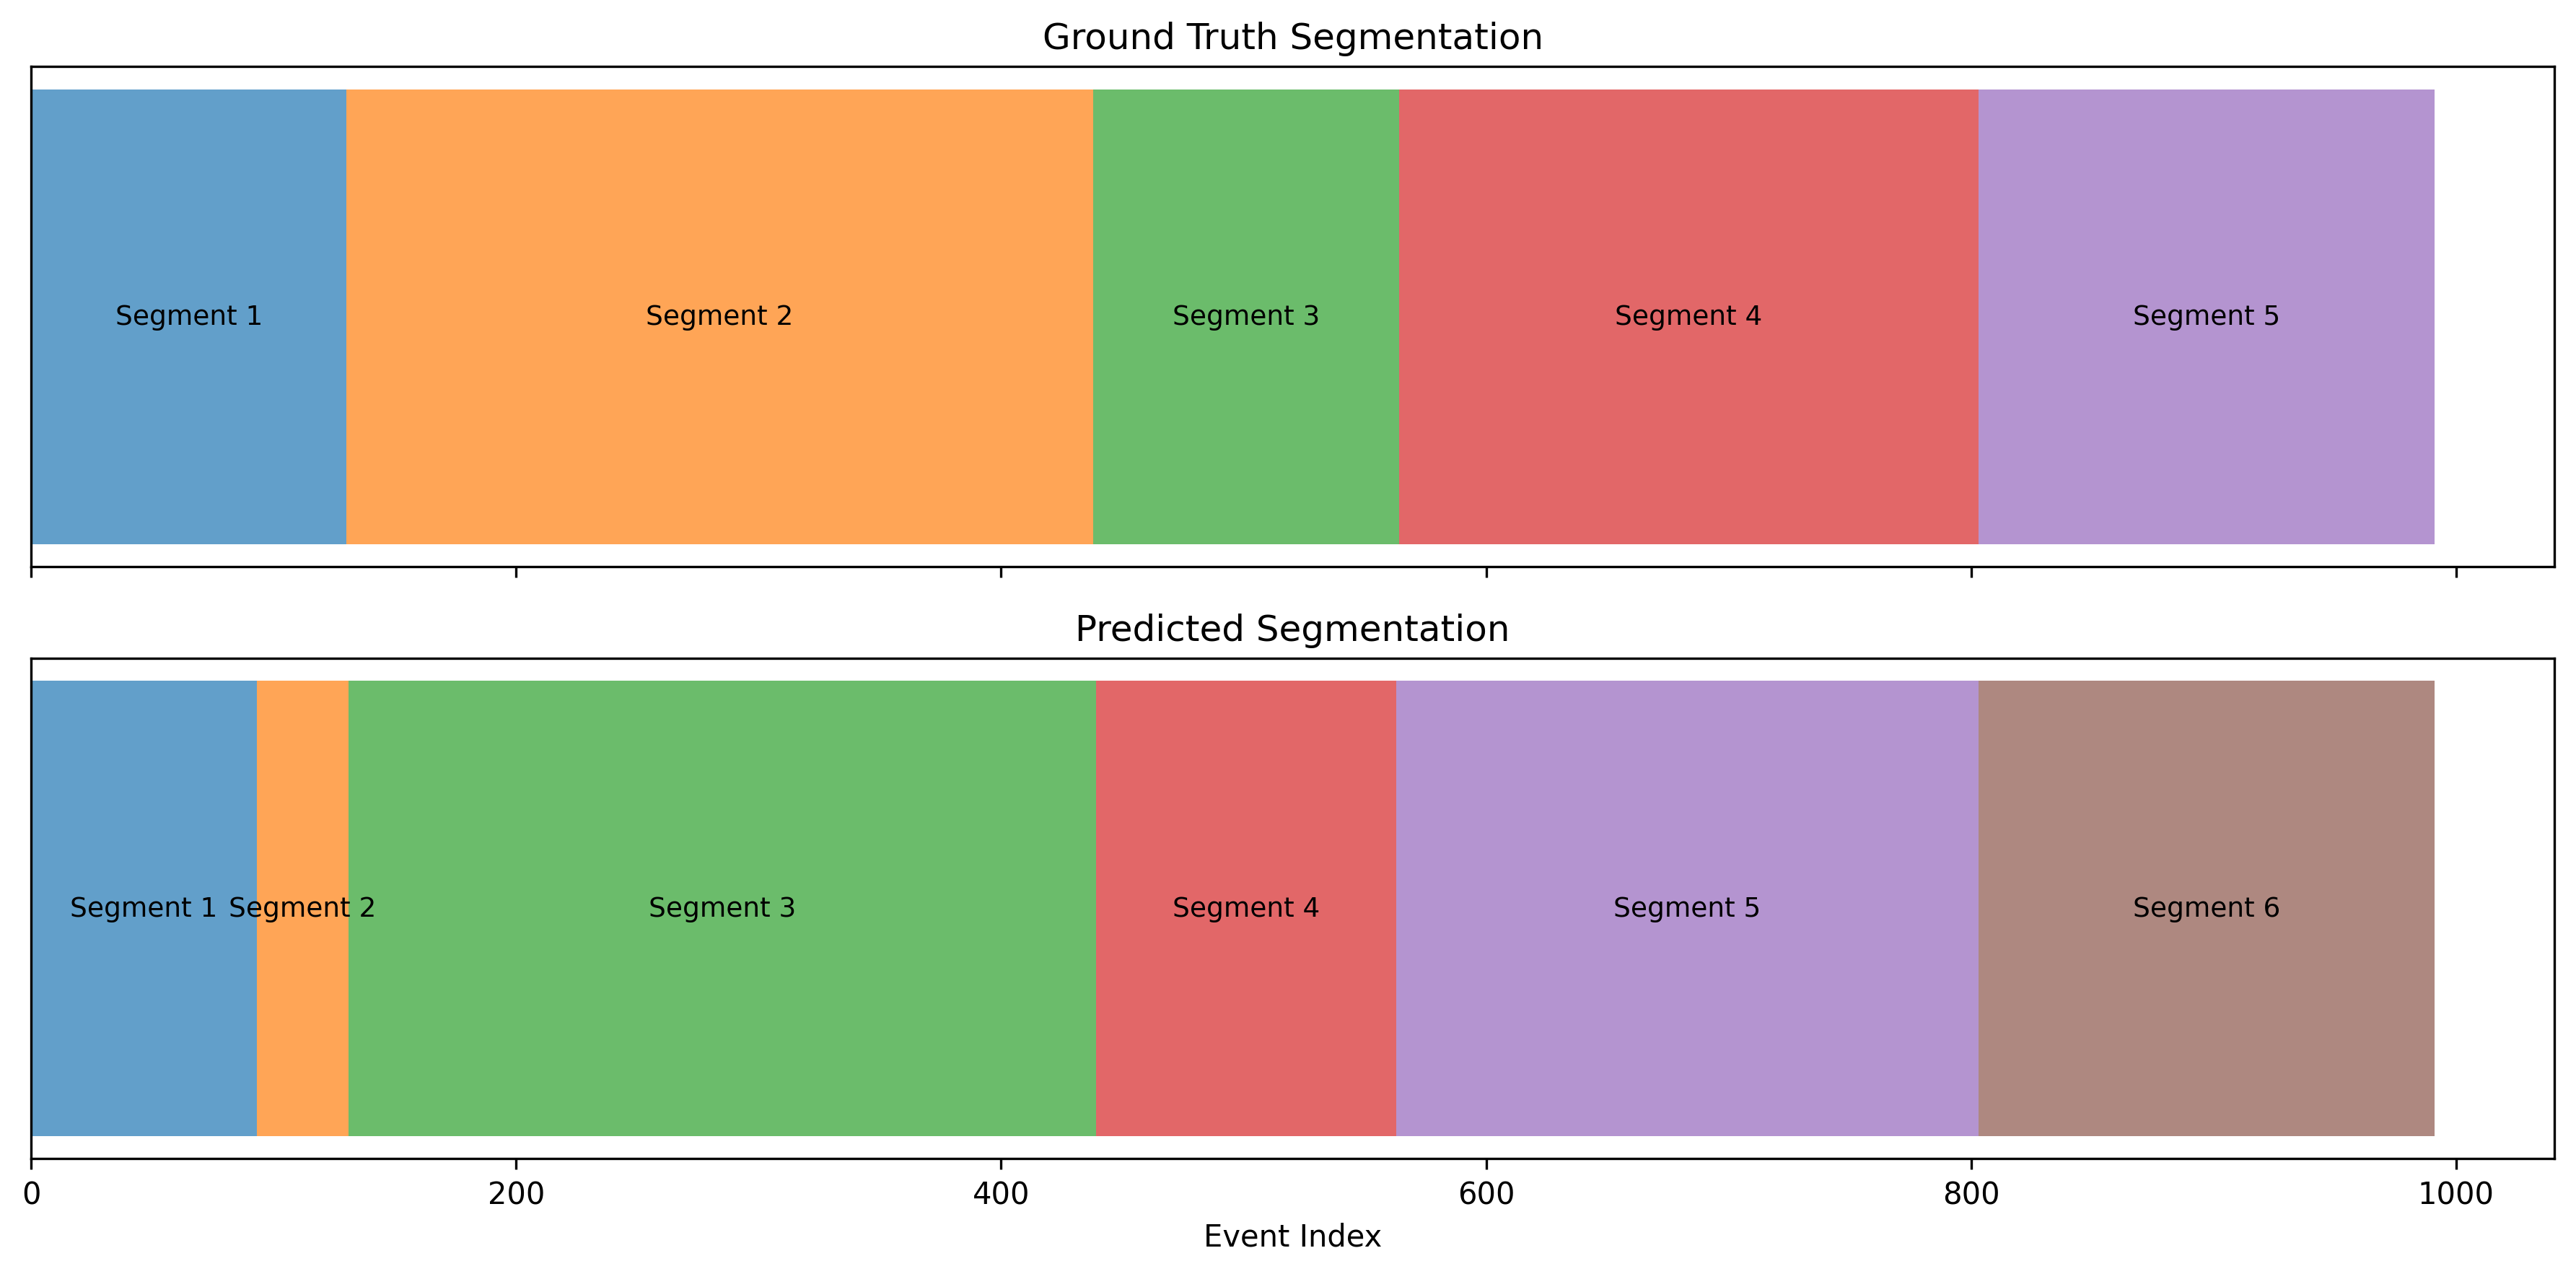 Ground Truth Segmentation
Segment 1 Segment 2 Segment 3 Segment 4 Segment 5
Predicted Segmentation
Segment 1 Segment 2 Segment 3 Segment 4 Segment 5 Segment 6
0 200 400 600 800 1000
Event Index